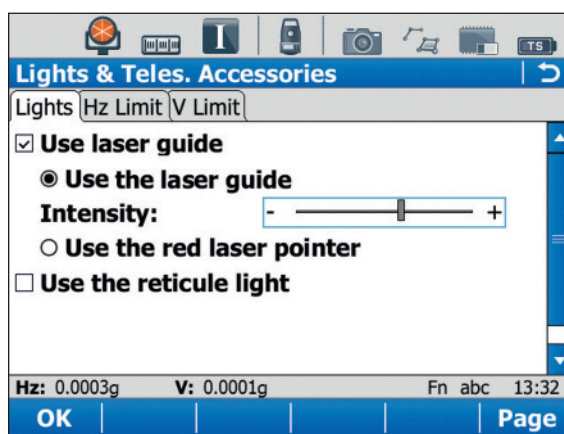 I
TS
Lights & Teles. Accessories
Lights Hz Limit V Limit
Use laser guide
Use the laser guide
Intensity: - +
Use the red laser pointer
Use the reticule light
Hz: 0.0003g V: 0.0001g Fn abc 13:32
OK Page